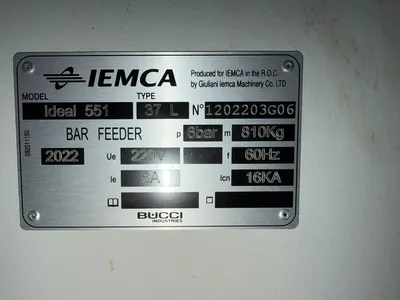 IEMCA
Produced for IEMCA in the R.O.C.
by Giuliani Iemca Machinery Co. LTD
MODEL TYPE
ideal 551 37 L N° 1202203G06
BAR FEEDER p 6bar m 810Kg
2022 Ue 220V f 60Hz
Ie 6A Icn 16KA
BUCCI
INDUSTRIES